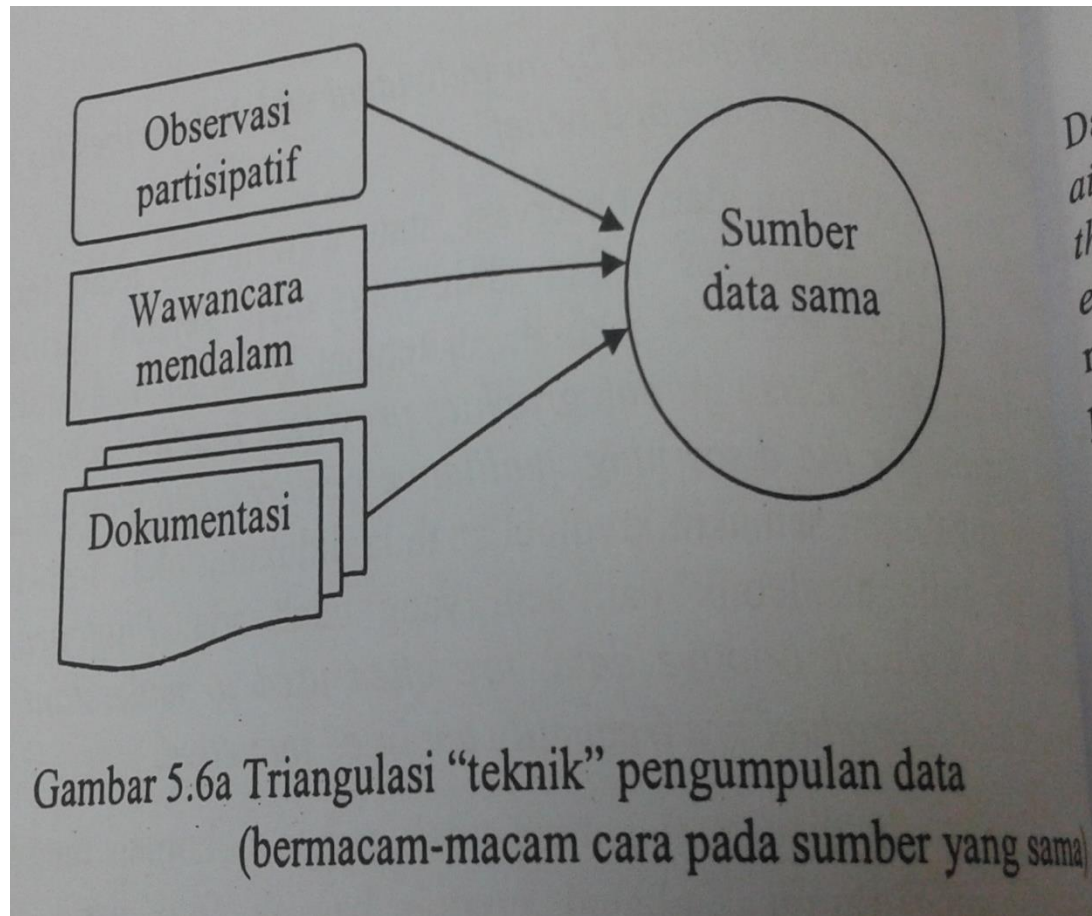 Observasi
partisipatif
Wawancara
mendalam
Dokumentasi
Sumber
data sama
Gambar 5.6a Triangulasi “teknik” pengumpulan data
(bermacam-macam cara pada sumber yang sama)